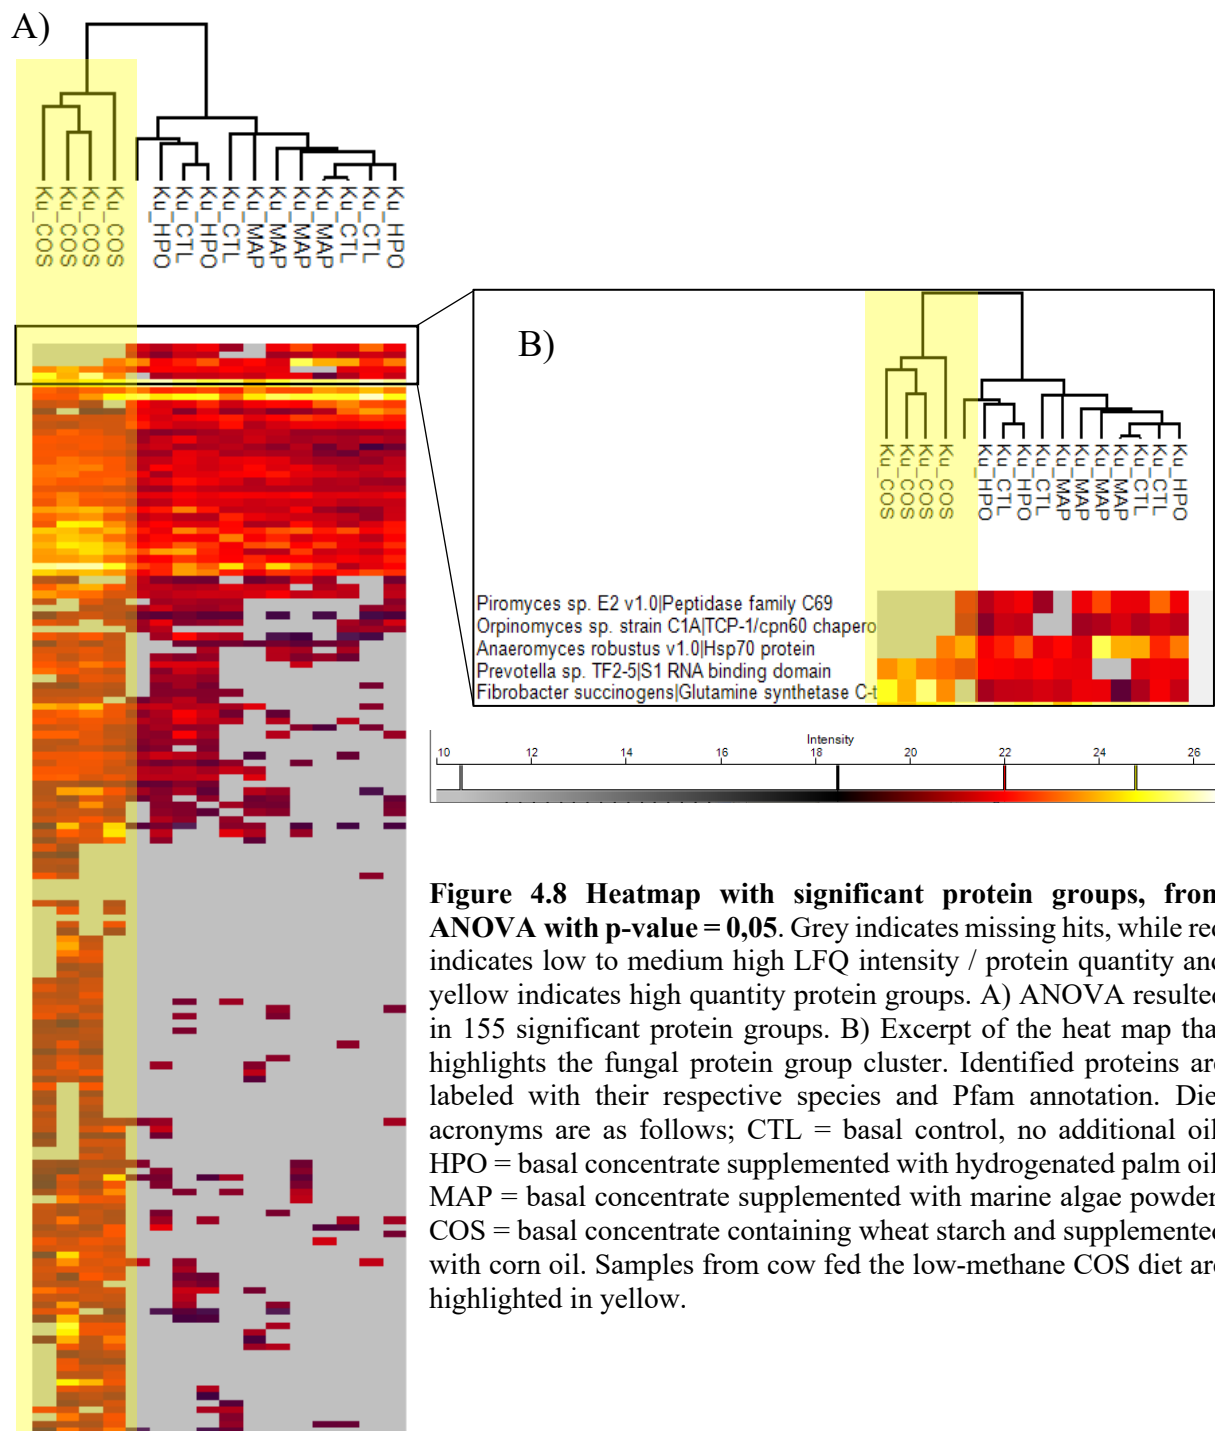 A)
Ku_COS
Ku_COS
Ku_COS
Ku_COS
Ku_HPO
Ku_CTL
Ku_HPO
Ku_CTL
Ku_MAP
Ku_MAP
Ku_MAP
Ku_MAP
Ku_CTL
Ku_CTL
Ku_HPO
B)
Ku_COS
Ku_COS
Ku_COS
Ku_COS
Ku_HPO
Ku_CTL
Ku_HPO
Ku_CTL
Ku_MAP
Ku_MAP
Ku_MAP
Ku_MAP
Ku_CTL
Ku_CTL
Ku_HPO
Piromyces sp. E2 v1.0|Peptidase family C69
Orpinomyces sp. strain C1A|TCP-1/cpn60 chapero
Anaeromyces robustus v1.0|Hsp70 protein
Prevotella sp. TF2-5|S1 RNA binding domain
Fibrobacter succinogens|Glutamine synthetase C-t
Intensity
10 12 14 16 18 20 22 24 26
Figure 4.8 Heatmap with significant protein groups, from
ANOVA with p-value = 0,05. Grey indicates missing hits, while red
indicates low to medium high LFQ intensity / protein quantity and
yellow indicates high quantity protein groups. A) ANOVA resulted
in 155 significant protein groups. B) Excerpt of the heat map that
highlights the fungal protein group cluster. Identified proteins are
labeled with their respective species and Pfam annotation. Die
acronyms are as follows; CTL = basal control, no additional oil
HPO = basal concentrate supplemented with hydrogenated palm oil
MAP = basal concentrate supplemented with marine algae powder
COS = basal concentrate containing wheat starch and supplemented
with corn oil. Samples from cow fed the low-methane COS diet are
highlighted in yellow.